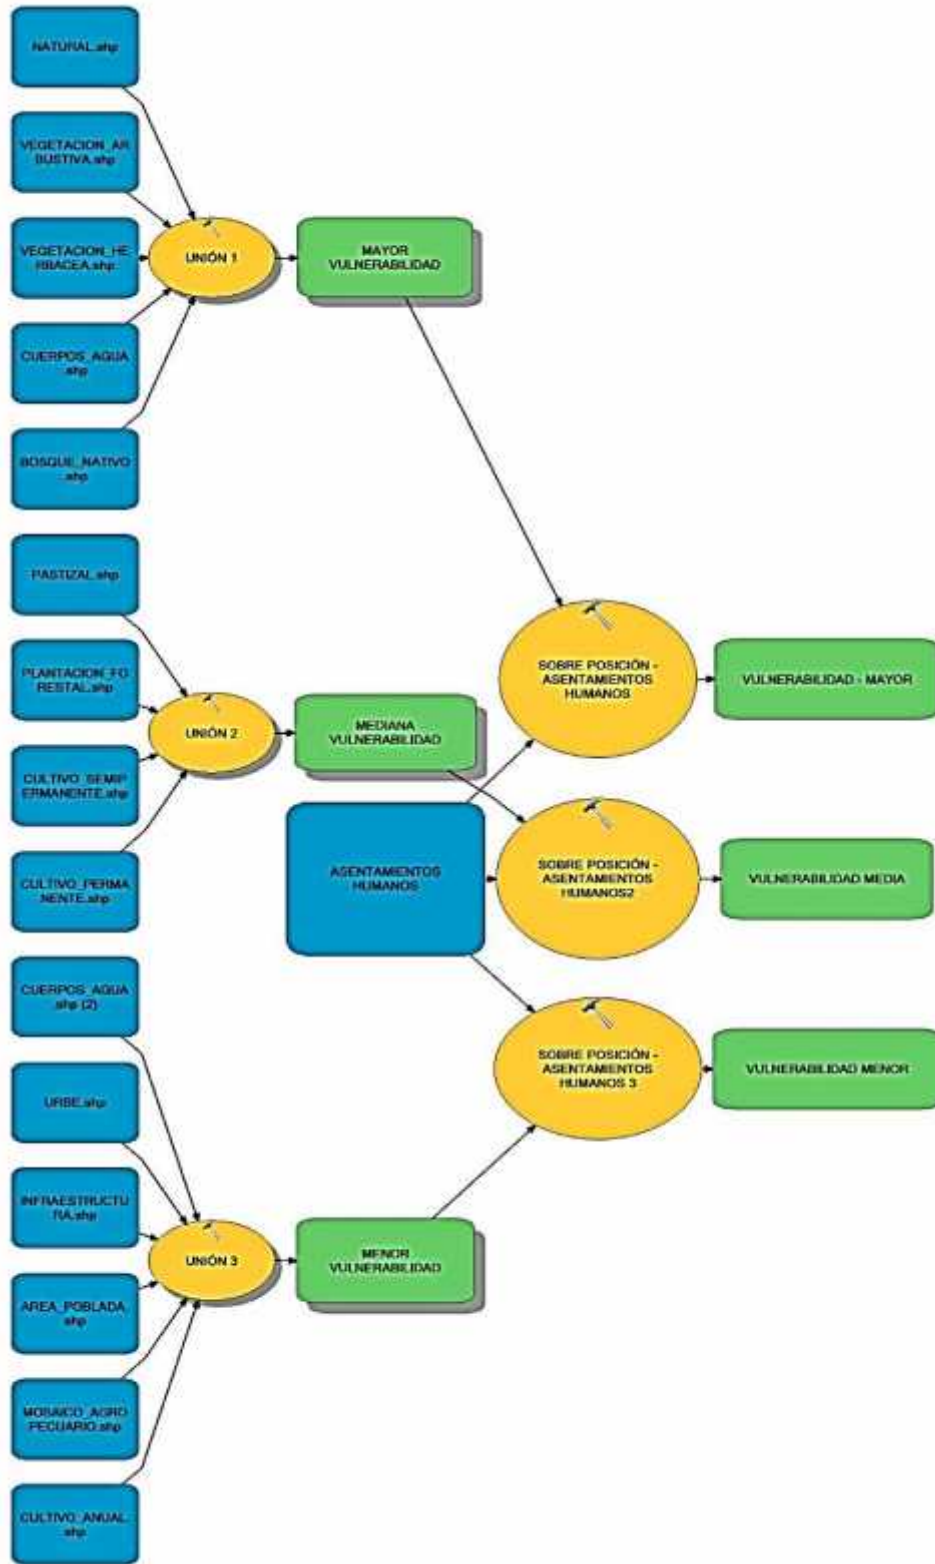 NATURAL.shp
VEGETACION_AR
BUSTIVA.shp
VEGETACION_HE
RBACEA.shp
CUERPOS_AGUA
.shp
BOSQUE_NATIVO
.shp
UNIÓN 1
MAYOR
VULNERABILIDAD
PASTIZAL.shp
PLANTACION_FO
RESTAL.shp
CULTIVO_SEMIP
ERMANENTE.shp
CULTIVO_PERMA
NENTE.shp
UNIÓN 2
MEDIANA
VULNERABILIDAD
ASENTAMIENTOS
HUMANOS
SOBRE POSICIÓN -
ASENTAMIENTOS
HUMANOS
VULNERABILIDAD - MAYOR
SOBRE POSICIÓN -
ASENTAMIENTOS
HUMANOS2
VULNERABILIDAD MEDIA
SOBRE POSICIÓN -
ASENTAMIENTOS
HUMANOS 3
VULNERABILIDAD MENOR
CUERPOS_AGUA
.shp (2)
URBE.shp
INFRAESTRUCTU
RA.shp
AREA_POBLADA.
shp
MOSAICO_AGRO
PECUARIO.shp
CULTIVO_ANUAL.
shp
UNIÓN 3
MENOR
VULNERABILIDAD